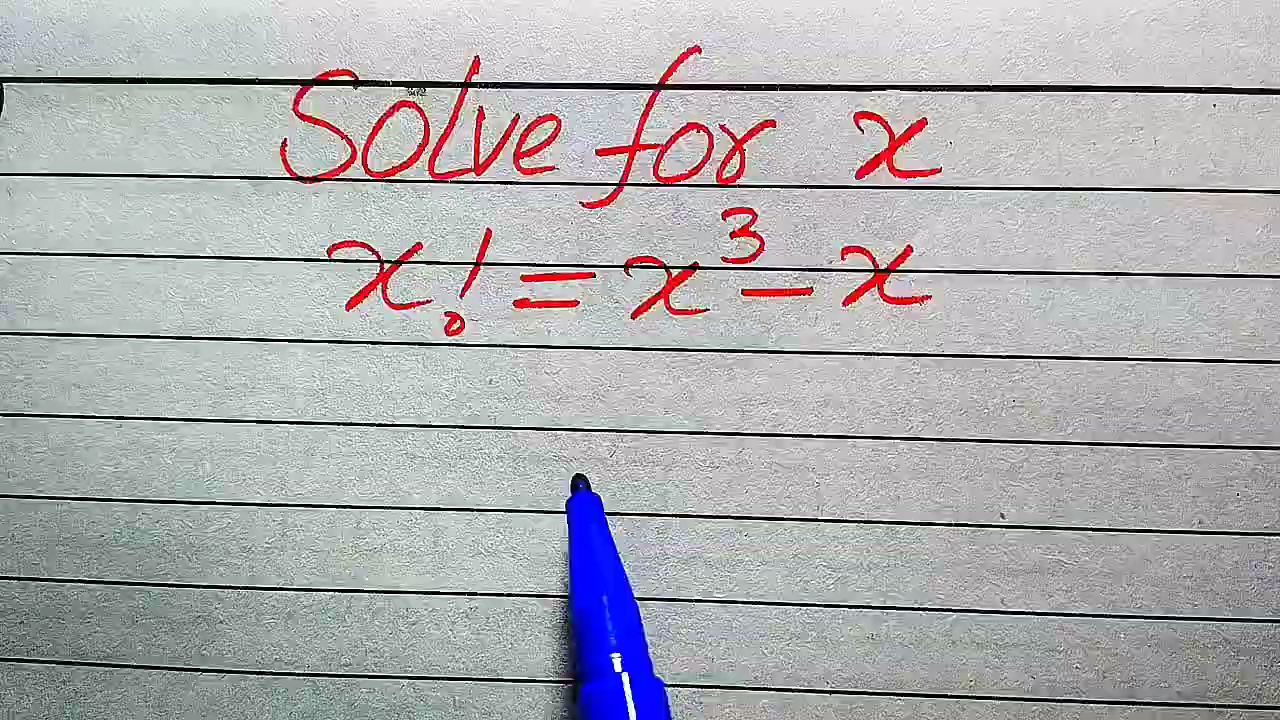 Solve for x
x! = x³ - x